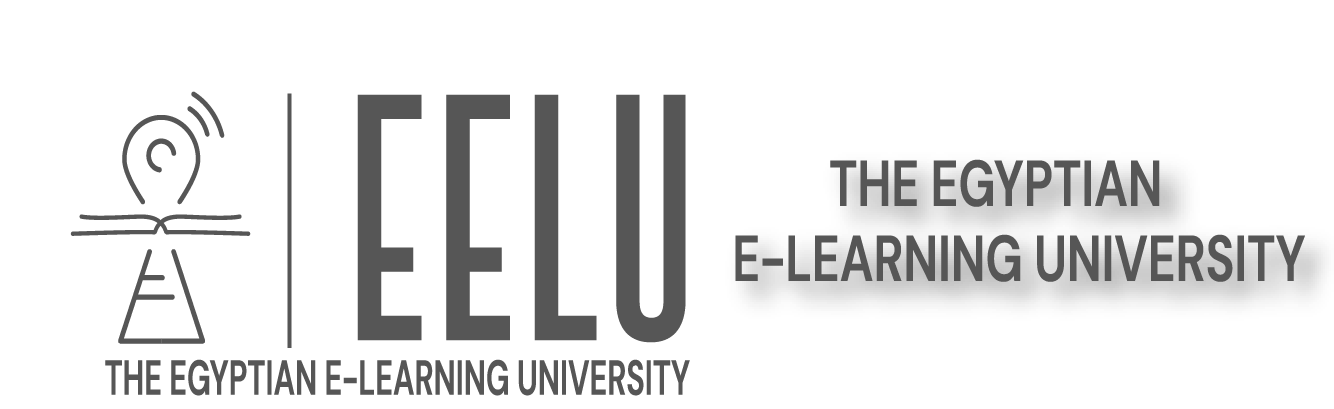 EELU
THE EGYPTIAN E-LEARNING UNIVERSITY
THE EGYPTIAN
E-LEARNING UNIVERSITY